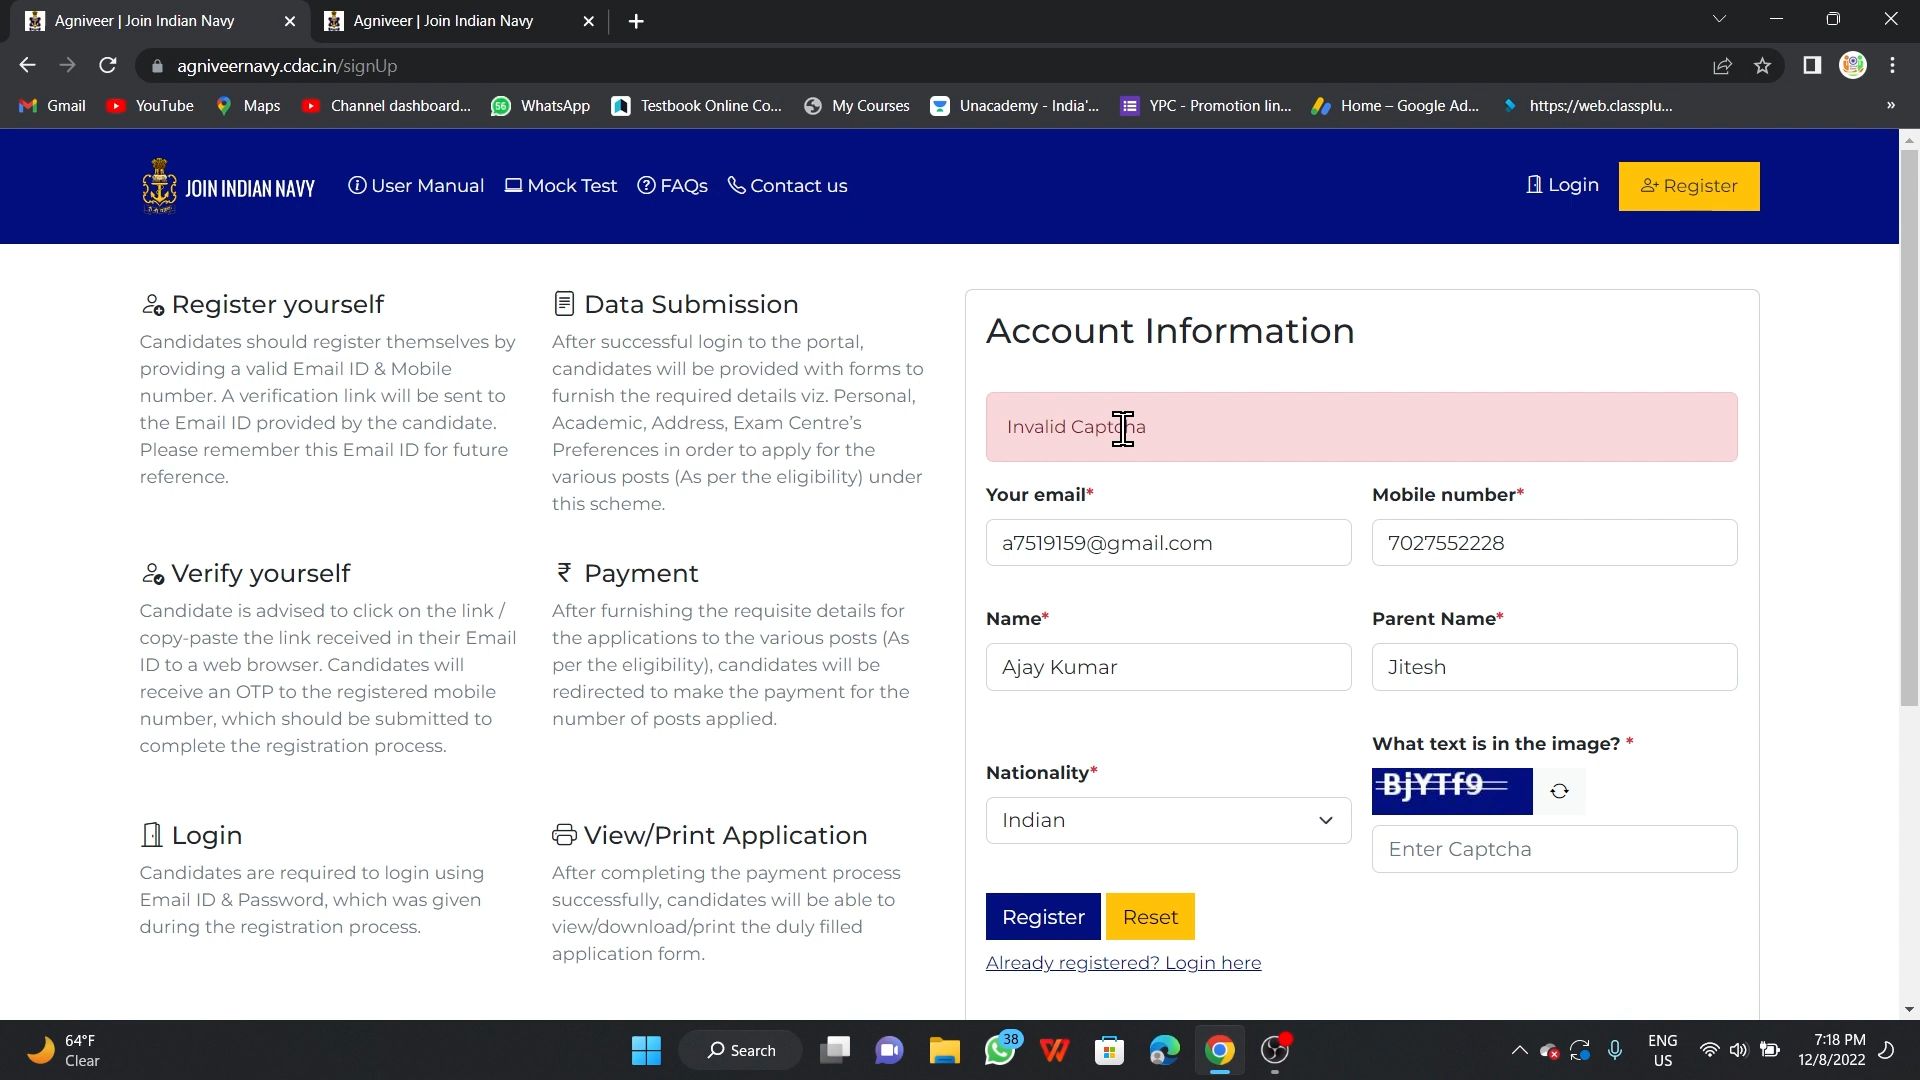 Agniveer | Join Indian Navy
Agniveer | Join Indian Navy
agniveernavy.cdac.in/signUp
Gmail
YouTube
Maps
Channel dashboard...
56
WhatsApp
Testbook Online Co...
My Courses
Unacademy - India'...
YPC - Promotion lin...
Home – Google Ad...
https://web.classplu...
»
JOIN INDIAN NAVY
User Manual
Mock Test
FAQs
Contact us
Login
Register
Register yourself
Candidates should register themselves by
providing a valid Email ID & Mobile
number. A verification link will be sent to
the Email ID provided by the candidate.
Please remember this Email ID for future
reference.
Data Submission
After successful login to the portal,
candidates will be provided with forms to
furnish the required details viz. Personal,
Academic, Address, Exam Centre's
Preferences in order to apply for the
various posts (As per the eligibility) under
this scheme.
Verify yourself
Candidate is advised to click on the link /
copy-paste the link received in their Email
ID to a web browser. Candidates will
receive an OTP to the registered mobile
number, which should be submitted to
complete the registration process.
₹ Payment
After furnishing the requisite details for
the applications to the various posts (As
per the eligibility), candidates will be
redirected to make the payment for the
number of posts applied.
Login
Candidates are required to login using
Email ID & Password, which was given
during the registration process.
View/Print Application
After completing the payment process
successfully, candidates will be able to
view/download/print the duly filled
application form.
Account Information
Invalid Captcha
Your email*
Mobile number*
a7519159@gmail.com
7027552228
Name*
Parent Name*
Ajay Kumar
Jitesh
Nationality*
Indian
What text is in the image? *
BjYTf9
Enter Captcha
Register
Reset
Already registered? Login here
64°F
Clear
Search
38
ENG
US
7:18 PM
12/8/2022